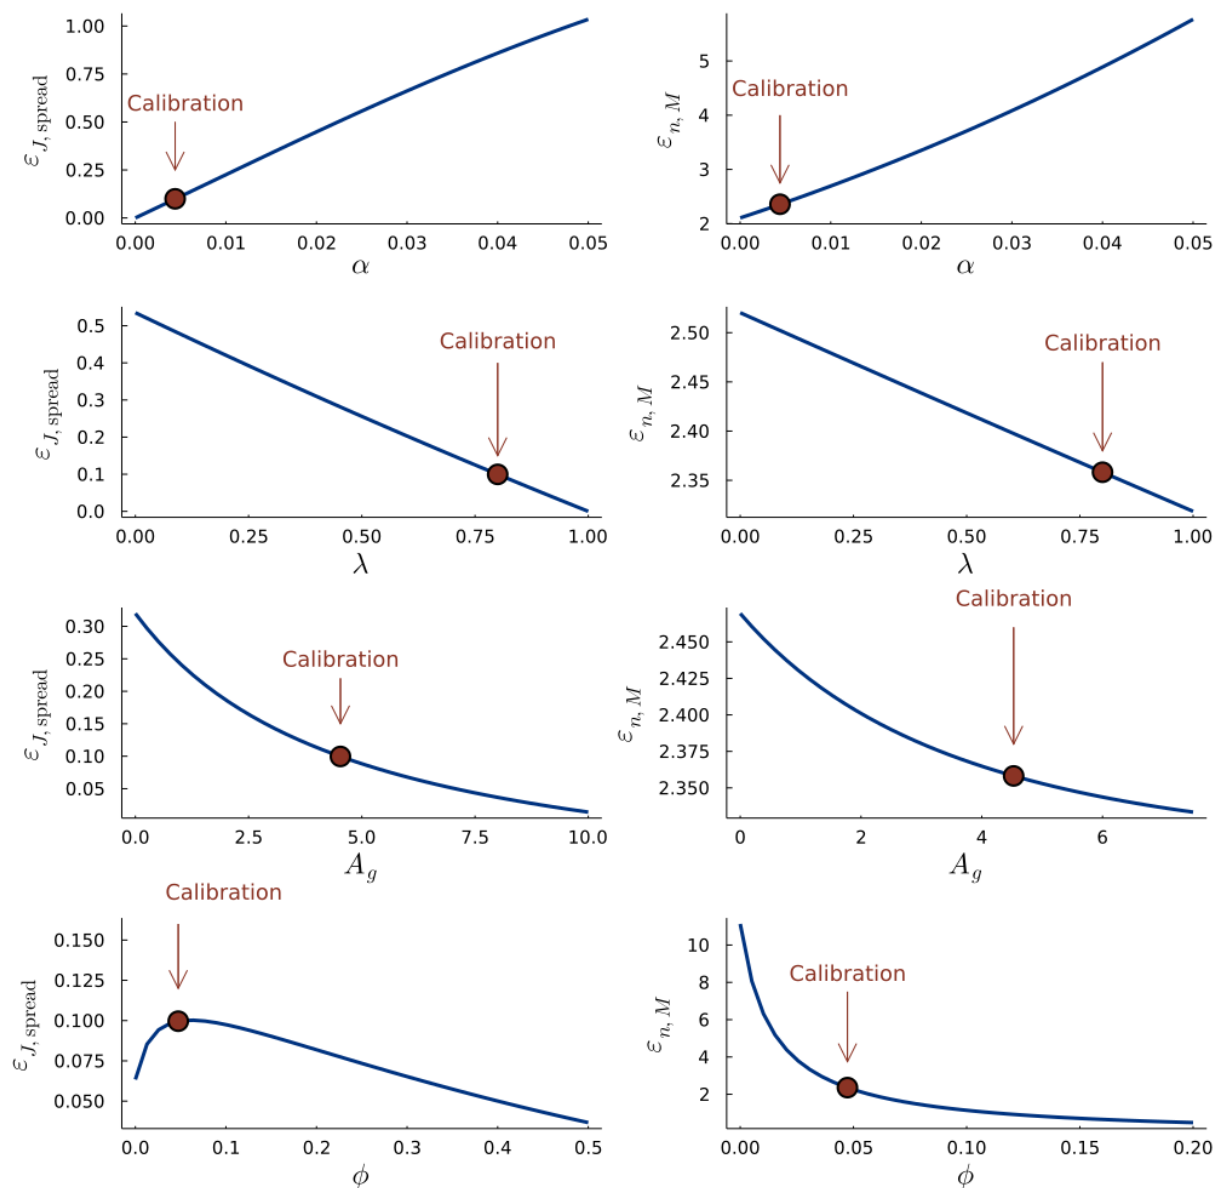 1.00
0.75
0.50
0.25
0.00
ε_{J, spread}
Calibration
0.00 0.01 0.02 0.03 0.04 0.05
α
5
4
3
2
ε_{n, M}
Calibration
0.00 0.01 0.02 0.03 0.04 0.05
α
0.5
0.4
0.3
0.2
0.1
0.0
ε_{J, spread}
Calibration
0.00 0.25 0.50 0.75 1.00
λ
2.50
2.45
2.40
2.35
ε_{n, M}
Calibration
0.00 0.25 0.50 0.75 1.00
λ
0.30
0.25
0.20
0.15
0.10
0.05
ε_{J, spread}
Calibration
0.0 2.5 5.0 7.5 10.0
A_g
Calibration
2.450
2.425
2.400
2.375
2.350
ε_{n, M}
0 2 4 6
A_g
Calibration
0.150
0.125
0.100
0.075
0.050
ε_{J, spread}
0.0 0.1 0.2 0.3 0.4 0.5
ϕ
10
8
6
4
2
ε_{n, M}
Calibration
0.00 0.05 0.10 0.15 0.20
ϕ